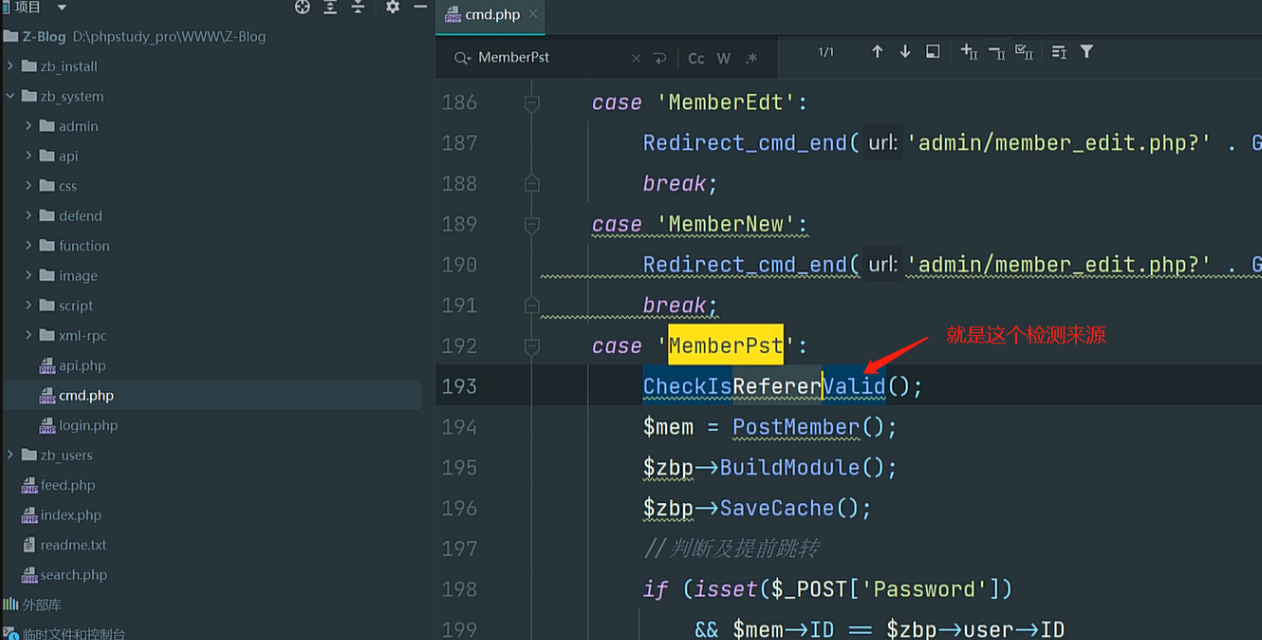 项目
Z-Blog D:\phpstudy_pro\WWW\Z-Blog
zb_install
zb_system
admin
api
css
defend
function
image
script
xml-rpc
api.php
cmd.php
login.php
zb_users
feed.php
index.php
readme.txt
search.php
外部库
临时文件和控制台
cmd.php
MemberPst
Cc W .*
1/1
186 case 'MemberEdt':
187 Redirect_cmd_end( url: 'admin/member_edit.php?' . G
188 break;
189 case 'MemberNew':
190 Redirect_cmd_end( url: 'admin/member_edit.php?' . G
191 break;
192 case 'MemberPst':
就是这个检测来源
193 CheckIsRefererValid();
194 $mem = PostMember();
195 $zbp->BuildModule();
196 $zbp->SaveCache();
197 //判断及提前跳转
198 if (isset($_POST['Password'])
199 && $mem->ID == $zbp->user->ID